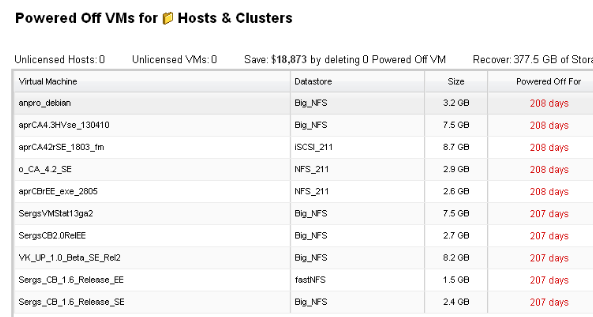 Powered Off VMs for Hosts & Clusters
Unlicensed Hosts: 0 Unlicensed VMs: 0 Save: $18,873 by deleting 0 Powered Off VM Recover: 377.5 GB of Stora
Virtual Machine Datastore Size Powered Off For
anpro_debian Big_NFS 3.2 GB 208 days
aprCA4.3HVse_130410 Big_NFS 7.5 GB 208 days
aprCA42rSE_1803_fm iSCSI_211 8.7 GB 208 days
o_CA_4.2_SE NFS_211 2.9 GB 208 days
aprCBrEE_exe_2805 NFS_211 2.6 GB 208 days
SergsVMStat13ga2 Big_NFS 7.5 GB 207 days
SergsCB2.0RelEE Big_NFS 2.7 GB 207 days
VK_UP_1.0_Beta_SE_Rel2 Big_NFS 8.2 GB 207 days
Sergs_CB_1.6_Release_EE fastNFS 1.5 GB 207 days
Sergs_CB_1.6_Release_SE Big_NFS 2.4 GB 207 days